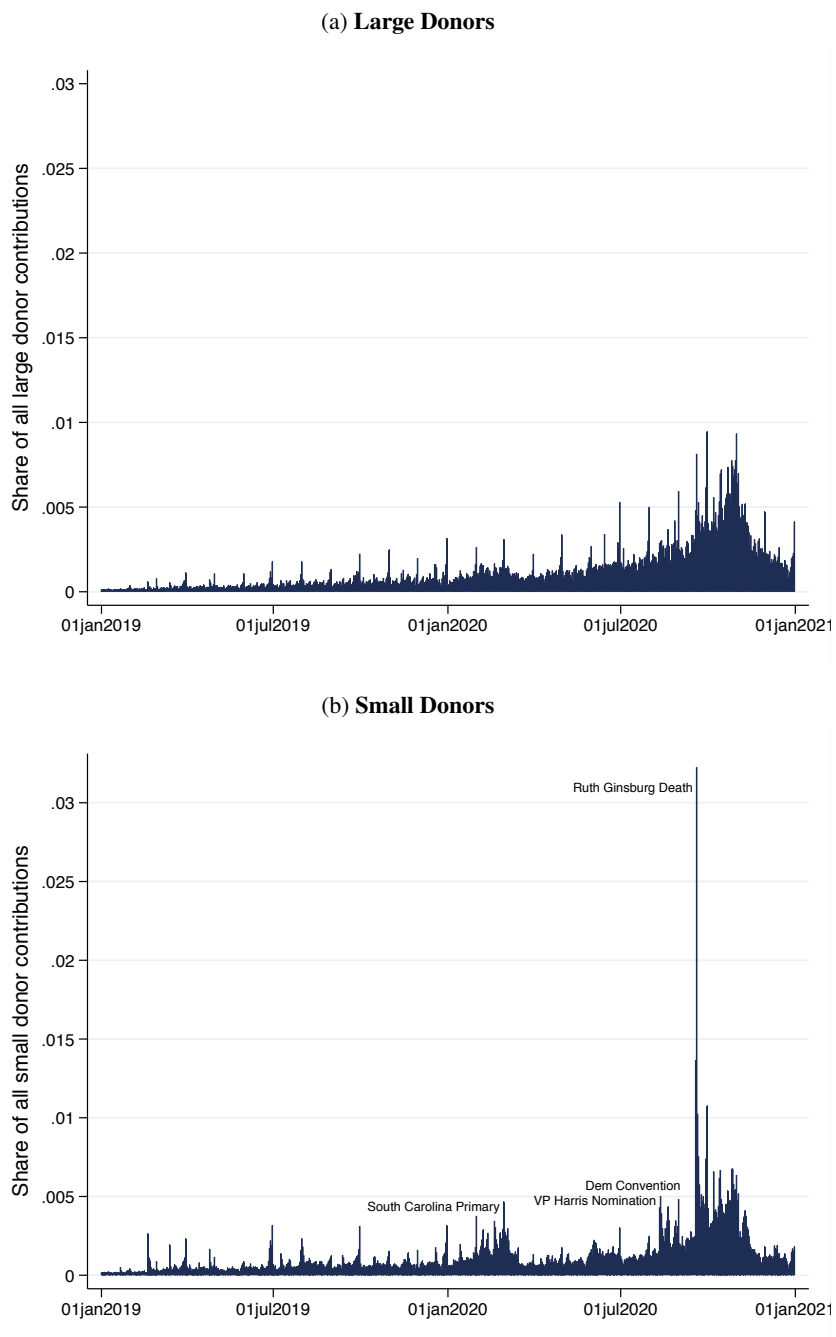 (a) Large Donors
Share of all large donor contributions
.03
.025
.02
.015
.01
.005
0
01jan2019
01jul2019
01jan2020
01jul2020
01jan2021
(b) Small Donors
Share of all small donor contributions
.03
.025
.02
.015
.01
.005
0
Ruth Ginsburg Death
Dem Convention
VP Harris Nomination
South Carolina Primary
01jan2019
01jul2019
01jan2020
01jul2020
01jan2021